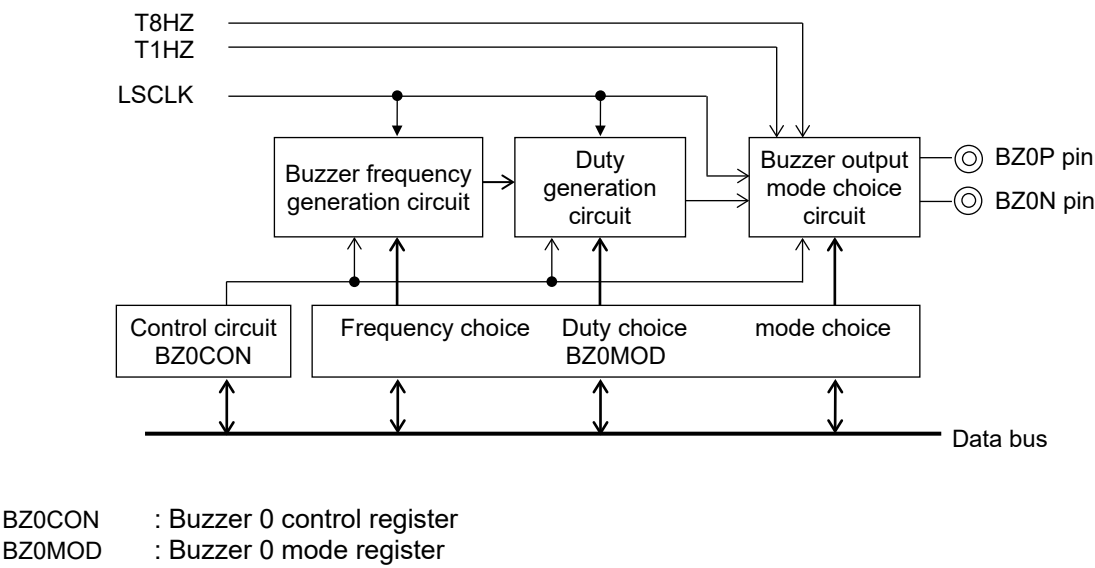 T8HZ
T1HZ
LSCLK
Buzzer frequency
generation circuit
Duty
generation
circuit
Buzzer output
mode choice
circuit
BZ0P pin
BZ0N pin
Control circuit
BZ0CON
Frequency choice
Duty choice
mode choice
BZ0MOD
Data bus
BZ0CON : Buzzer 0 control register
BZ0MOD : Buzzer 0 mode register